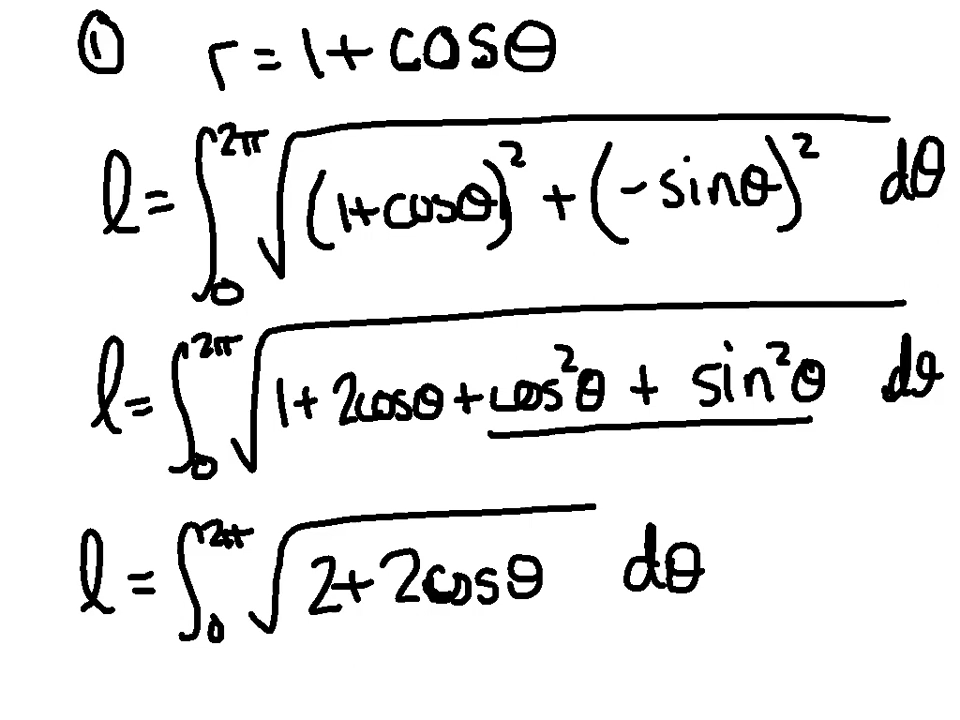 ① r = 1 + cosθ
l = ∫₀^2π √((1+cosθ)² + (-sinθ)²) dθ
l = ∫₀^2π √(1 + 2cosθ + cos²θ + sin²θ) dθ
l = ∫₀^2π √(2 + 2cosθ) dθ